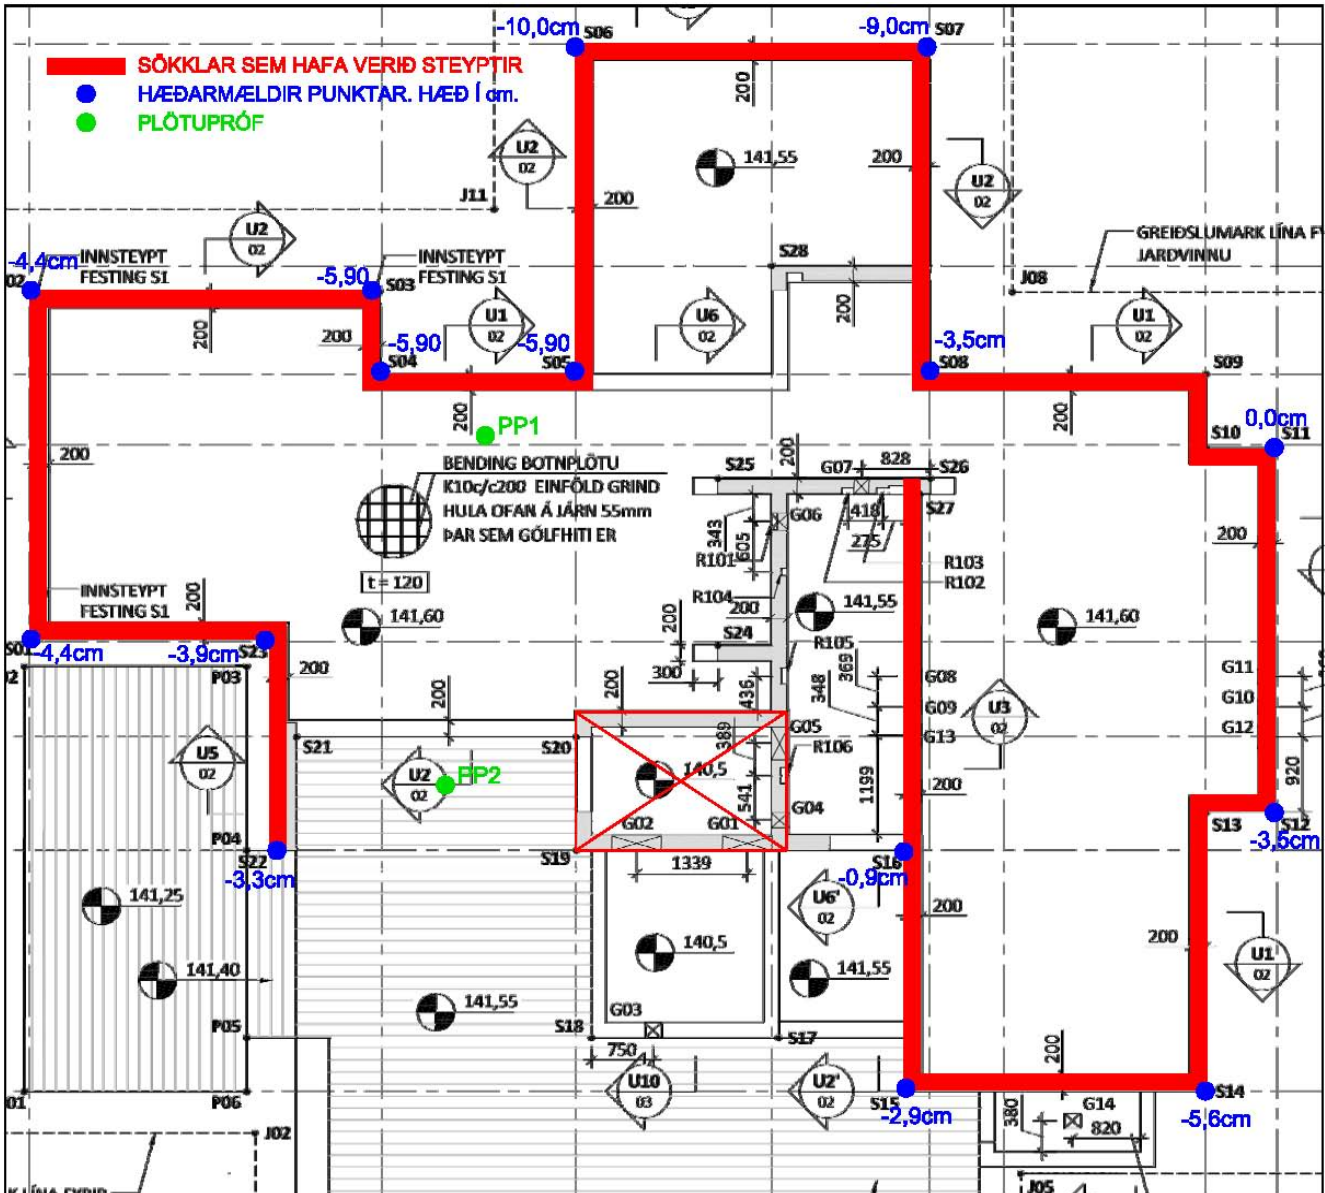 -10,0cm S06
-9,0cm S07
SÖKKLAR SEM HAFA VERIÐ STEYPTIR
HÆÐARMÆLDIR PUNKTAR. HÆÐ Í cm.
PLÖTUPRÓF
200
U2
02
141,55
200
U2
02
J11
200
U2
02
GREIÐSLUMARK LÍNA F
JARÐVINNU
-4,4cm
02
INNSTEYPT
FESTING S1
-5,90
S03
INNSTEYPT
FESTING S1
S28
J08
200
200
U1
02
U6
02
200
U1
02
-5,90
S04
-5,90
S05
-3,5cm
S08
S09
200
200
0,0cm
S10
S11
PP1
200
BENDING BOTNPLÖTU
K10c/c200 EINFÖLD GRIND
HULA OFAN Á JÁRN 55mm
ÞAR SEM GÓLFHITI ER
S25
200
G07
828
S26
S27
G06
418
343
605
275
200
R101
R103
R102
t = 120
INNSTEYPT
FESTING S1
200
R104
200
141,60
141,55
141,60
200
S24
R105
-4,4cm
-3,9cm
S23
P03
200
300
436
348
369
G08
G09
G13
G11
G10
G12
200
200
U3
02
S21
S20
G05
R106
389
U5
02
U2
02
PP2
140,5
541
1199
200
920
G04
G02
G01
P04
S22
-3,3cm
S19
1339
S16
-0,9cm
S13
S12
-3,5cm
141,25
U6'
02
200
200
141,40
140,5
141,55
U1'
02
141,55
G03
P05
S18
S17
750
200
U10
03
U2'
02
S15
-2,9cm
S14
-5,6cm
01
P06
380
G14
820
J02
J05